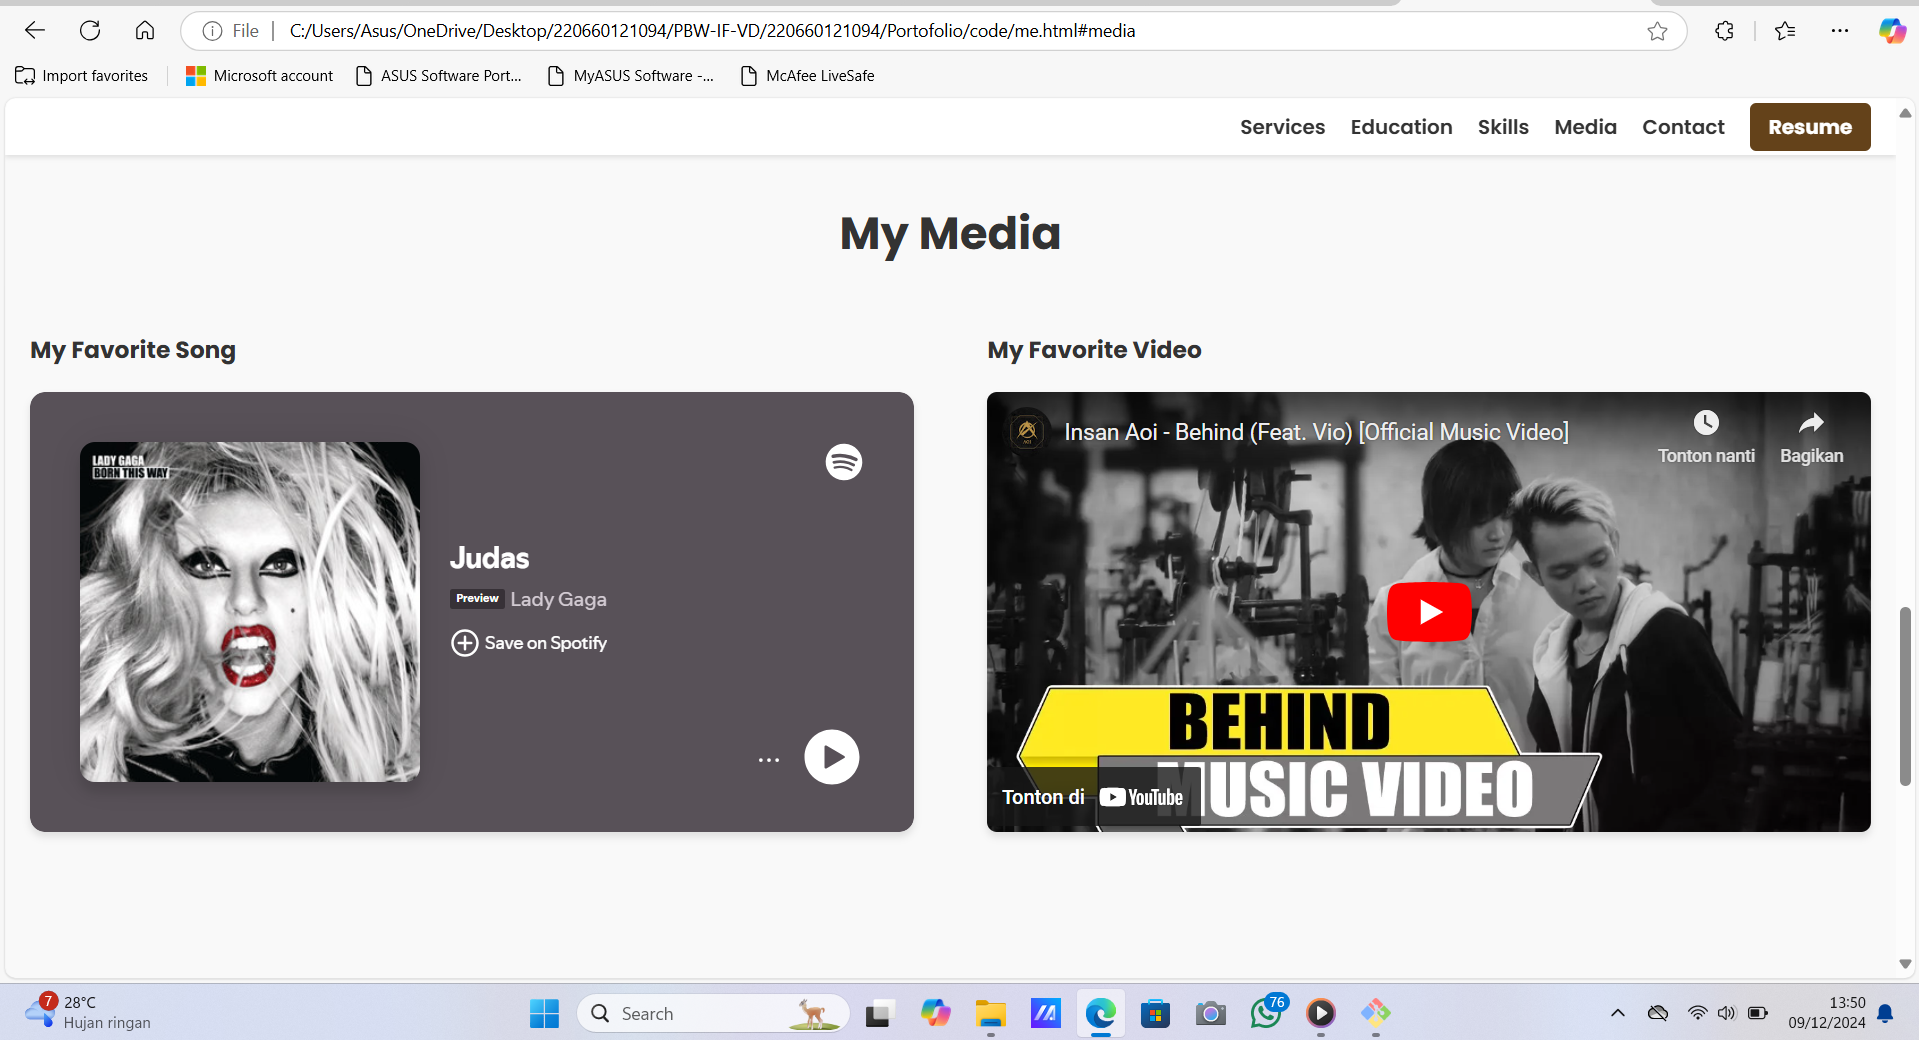 File
C:/Users/Asus/OneDrive/Desktop/220660121094/PBW-IF-VD/220660121094/Portofolio/code/me.html#media
Import favorites
Microsoft account
ASUS Software Port...
MyASUS Software -...
McAfee LiveSafe
Services
Education
Skills
Media
Contact
Resume
My Media
My Favorite Song
LADY GAGA
BORN THIS WAY
Judas
Preview Lady Gaga
Save on Spotify
My Favorite Video
Insan Aoi - Behind (Feat. Vio) [Official Music Video]
Tonton nanti
Bagikan
BEHIND
MUSIC VIDEO
Tonton di YouTube
7
28°C
Hujan ringan
Search
76
13:50
09/12/2024